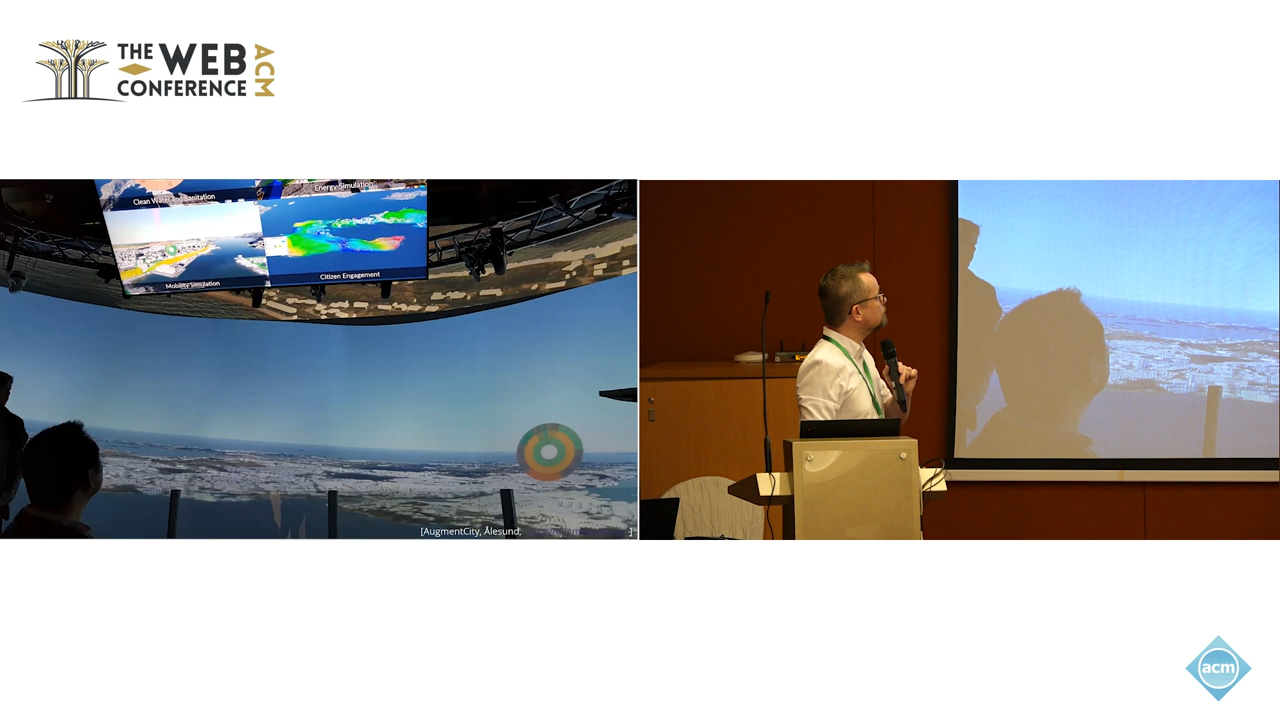 THE WEB CONFERENCE ACM
Clean Water and Sanitation
Energy Simulation
Mobility Simulation
Citizen Engagement
[AugmentCity, Ålesund, ]
acm